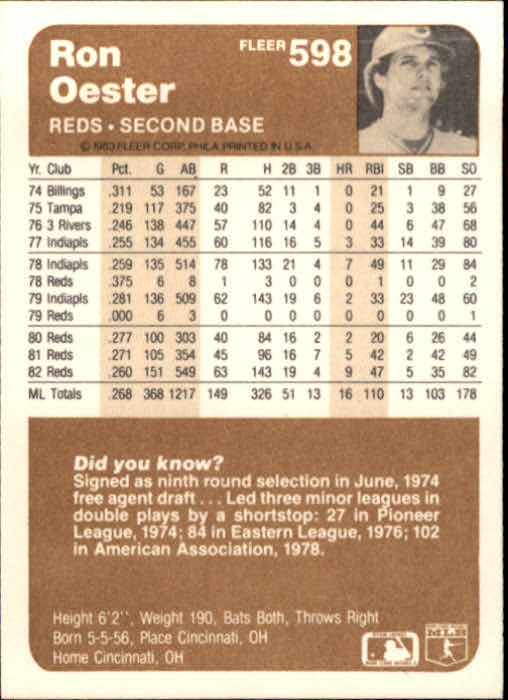 Ron
Oester
FLEER 598
REDS • SECOND BASE
© 1983 FLEER CORP. PHILA. PRINTED IN U.S.A.
Yr. Club Pct. G AB R H 2B 3B HR RBI SB BB SO
74 Billings .311 53 167 23 52 11 1 0 21 1 9 27
75 Tampa .219 117 375 40 82 3 4 0 25 3 38 56
76 3 Rivers .246 138 447 57 110 14 4 0 44 6 47 68
77 Indiapls .255 134 455 60 116 16 5 3 33 14 39 80
78 Indiapls .259 135 514 78 133 21 4 7 49 11 29 84
78 Reds .375 6 8 1 3 0 0 0 1 0 0 2
79 Indiapls .281 136 509 62 143 19 6 2 33 23 48 60
79 Reds .000 6 3 0 0 0 0 0 0 0 0 1
80 Reds .277 100 303 40 84 16 2 2 20 6 26 44
81 Reds .271 105 354 45 96 16 7 5 42 2 42 49
82 Reds .260 151 549 63 143 19 4 9 47 5 35 82
ML Totals .268 368 1217 149 326 51 13 16 110 13 103 178
Did you know?
Signed as ninth round selection in June, 1974
free agent draft . . . Led three minor leagues in
double plays by a shortstop: 27 in Pioneer
League, 1974; 84 in Eastern League, 1976; 102
in American Association, 1978.
Height 6'2'', Weight 190, Bats Both, Throws Right
Born 5-5-56, Place Cincinnati, OH
Home Cincinnati, OH